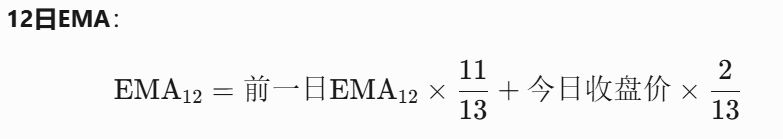 12日EMA：
EMA₁₂ = 前一日EMA₁₂ × 11/13 + 今日收盘价 × 2/13